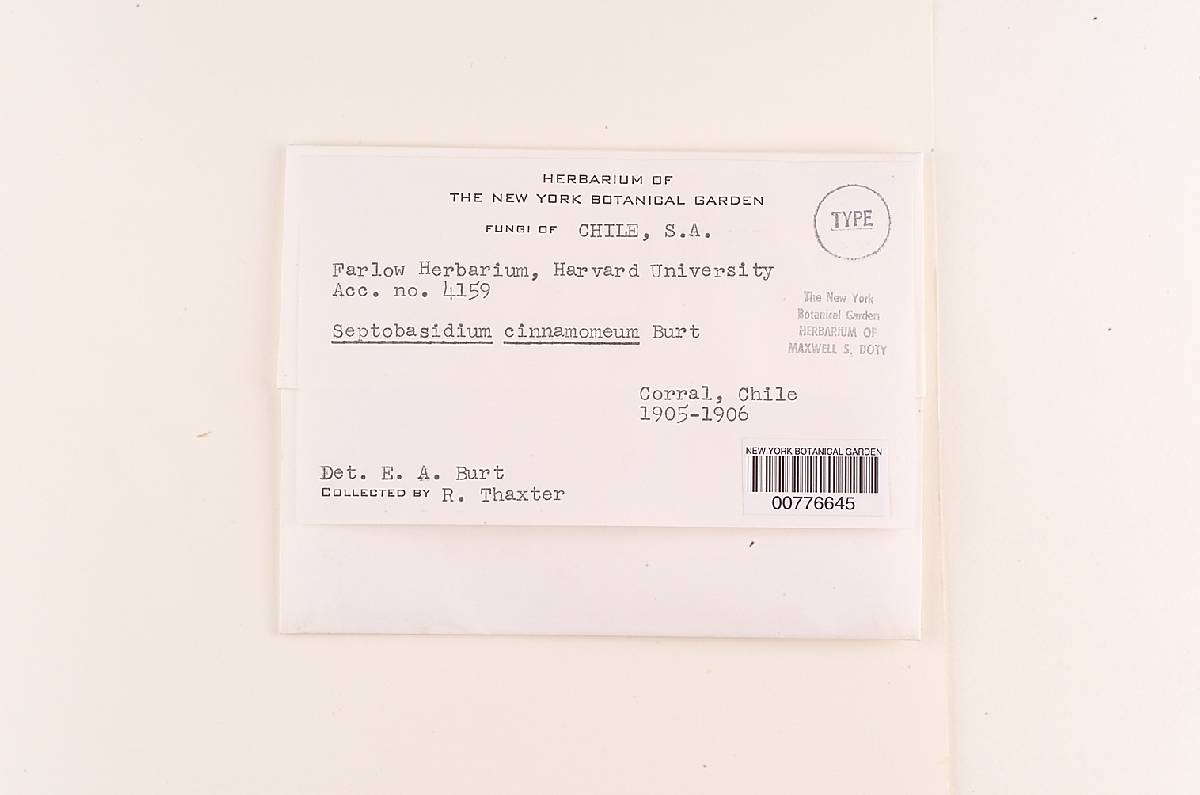 HERBARIUM OF
THE NEW YORK BOTANICAL GARDEN
FUNGI OF CHILE, S.A.
TYPE
Farlow Herbarium, Harvard University
Acc. no. 4159
The New York
Botanical Garden
HERBARIUM OF
MAXWELL S. DOTY
Septobasidium cinnamomeum Burt
Corral, Chile
1905-1906
Det. E. A. Burt
COLLECTED BY R. Thaxter
NEW YORK BOTANICAL GARDEN
00776645